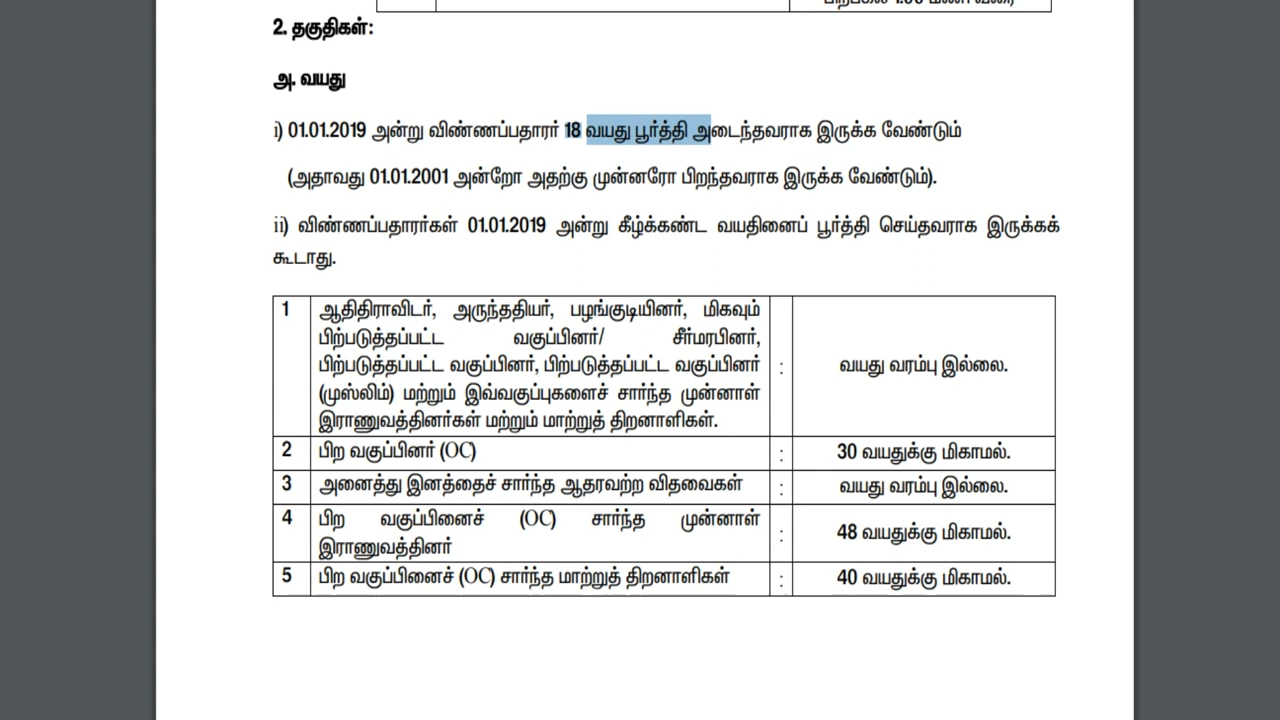 2. தகுதிகள்:
அ. வயது
i) 01.01.2019 அன்று விண்ணப்பதாரர் 18 வயது பூர்த்தி அடைந்தவராக இருக்க வேண்டும்
(அதாவது 01.01.2001 அன்றோ அதற்கு முன்னரோ பிறந்தவராக இருக்க வேண்டும்).
ii) விண்ணப்பதாரர்கள் 01.01.2019 அன்று கீழ்க்கண்ட வயதினைப் பூர்த்தி செய்தவராக இருக்கக்
கூடாது.
1 ஆதிதிராவிடர், அருந்ததியர், பழங்குடியினர், மிகவும்
பிற்படுத்தப்பட்ட வகுப்பினர்/ சீர்மரபினர்,
பிற்படுத்தப்பட்ட வகுப்பினர், பிற்படுத்தப்பட்ட வகுப்பினர்
(முஸ்லிம்) மற்றும் இவ்வகுப்புகளைச் சார்ந்த முன்னாள்
இராணுவத்தினர்கள் மற்றும் மாற்றுத் திறனாளிகள்.
: வயது வரம்பு இல்லை.
2 பிற வகுப்பினர் (OC) : 30 வயதுக்கு மிகாமல்.
3 அனைத்து இனத்தைச் சார்ந்த ஆதரவற்ற விதவைகள் : வயது வரம்பு இல்லை.
4 பிற வகுப்பினைச் (OC) சார்ந்த முன்னாள்
இராணுவத்தினர்
: 48 வயதுக்கு மிகாமல்.
5 பிற வகுப்பினைச் (OC) சார்ந்த மாற்றுத் திறனாளிகள் : 40 வயதுக்கு மிகாமல்.